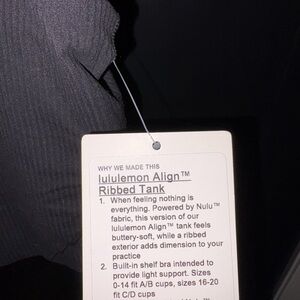 WHY WE MADE THIS
lululemon Align™
Ribbed Tank
1. When feeling nothing is
everything. Powered by Nulu™
fabric, this version of our
lululemon Align™ tank feels
buttery-soft, while a ribbed
exterior adds dimension to your
practice
2. Built-in shelf bra intended to
provide light support. Sizes
0-14 fit A/B cups, sizes 16-20
fit C/D cups